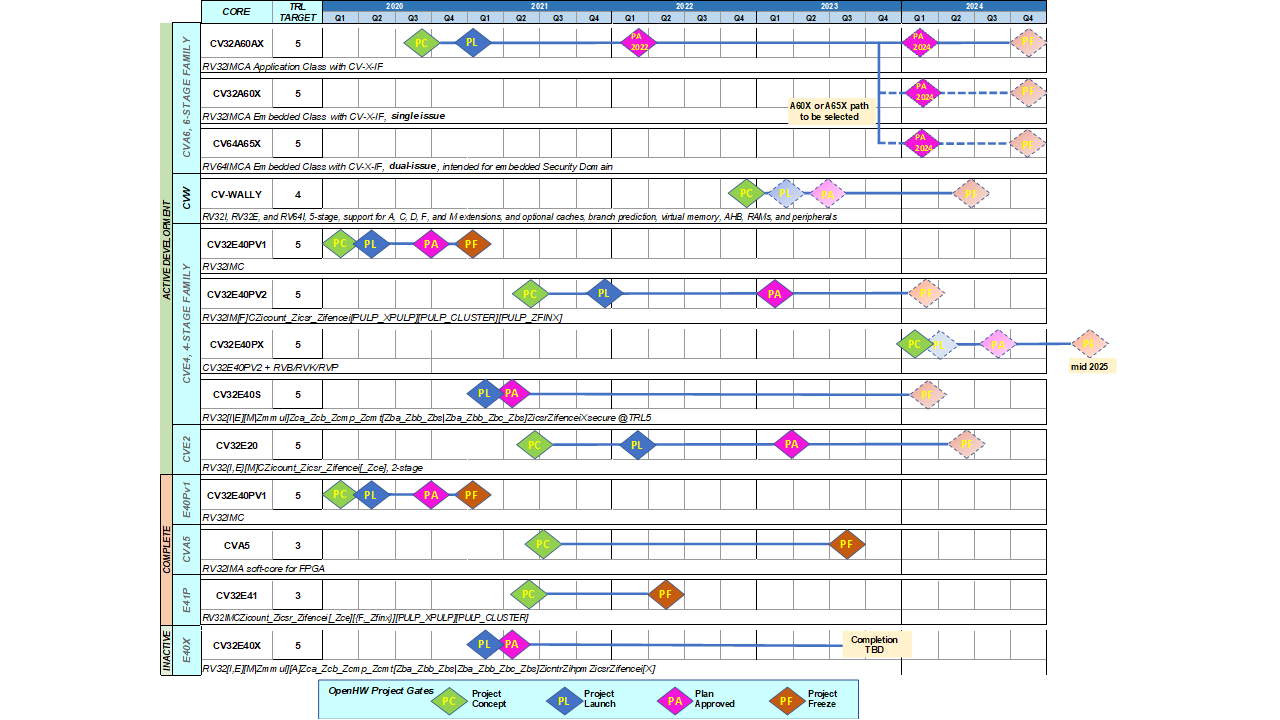 CORE TRL TARGET 2020 2021 2022 2023 2024
Q1 Q2 Q3 Q4 Q1 Q2 Q3 Q4 Q1 Q2 Q3 Q4 Q1 Q2 Q3 Q4 Q1 Q2 Q3 Q4
ACTIVE DEVELOPMENT
CVA6, 6-STAGE FAMILY
CV32A60AX 5 PC PL PA 2022 PA 2024 PF
RV32IMCA Application Class with CV-X-IF
CV32A60X 5 PA 2024 PF
A60X or A65X path
to be selected
RV32IMCA Embedded Class with CV-X-IF, single issue
CV64A65X 5 PA 2024 PF
RV64IMCA Embedded Class with CV-X-IF, dual-issue, intended for embedded Security Domain
CVW
CV-WALLY 4 PC PL PA PF
RV32I, RV32E, and RV64I, 5-stage, support for A, C, D, F, and M extensions, and optional caches, branch prediction, virtual memory, AHB, RAMs, and peripherals
CVE4, 4-STAGE FAMILY
CV32E40PV1 5 PC PL PA PF
RV32IMC
CV32E40PV2 5 PC PL PA
RV32IM[F]CZicount_Zicsr_Zifencei[PULP_XPULP][PULP_CLUSTER][PULP_ZFINX]
CV32E40PX 5 PC PL PA PF
mid 2025
CV32E40PV2 + RVB/RVK/RVP
CV32E40S 5 PL PA PF
RV32[I|E][M|Zmmul]Zca_Zcb_Zcmp_Zcmt[Zba_Zbb_Zbs|Zba_Zbb_Zbc_Zbs]ZicsrZifenceiXsecure @TRL5
CVE2
CV32E20 5 PC PL PA PF
RV32[I,E][M]CZicount_Zicsr_Zifencei[_Zce], 2-stage
COMPLETE
E40Pv1
CV32E40PV1 5 PC PL PA PF
RV32IMC
CVA5
CVA5 3 PC PF
RV32IMA soft-core for FPGA
E41P
CV32E41 3 PC PF
RV32IMCZicount_Zicsr_Zifencei[_Zce][{F,_Zfinx}][PULP_XPULP][PULP_CLUSTER]
INACTIVE
E40X
CV32E40X 5 PL PA
Completion
TBD
RV32[I,E][M|Zmmul][A]Zca_Zcb_Zcmp_Zcmt[Zba_Zbb_Zbs|Zba_Zbb_Zbc_Zbs]ZicntrZihpmZicsrZifencei[X]
OpenHW Project Gates PC Project Concept PL Project Launch PA Plan Approved PF Project Freeze